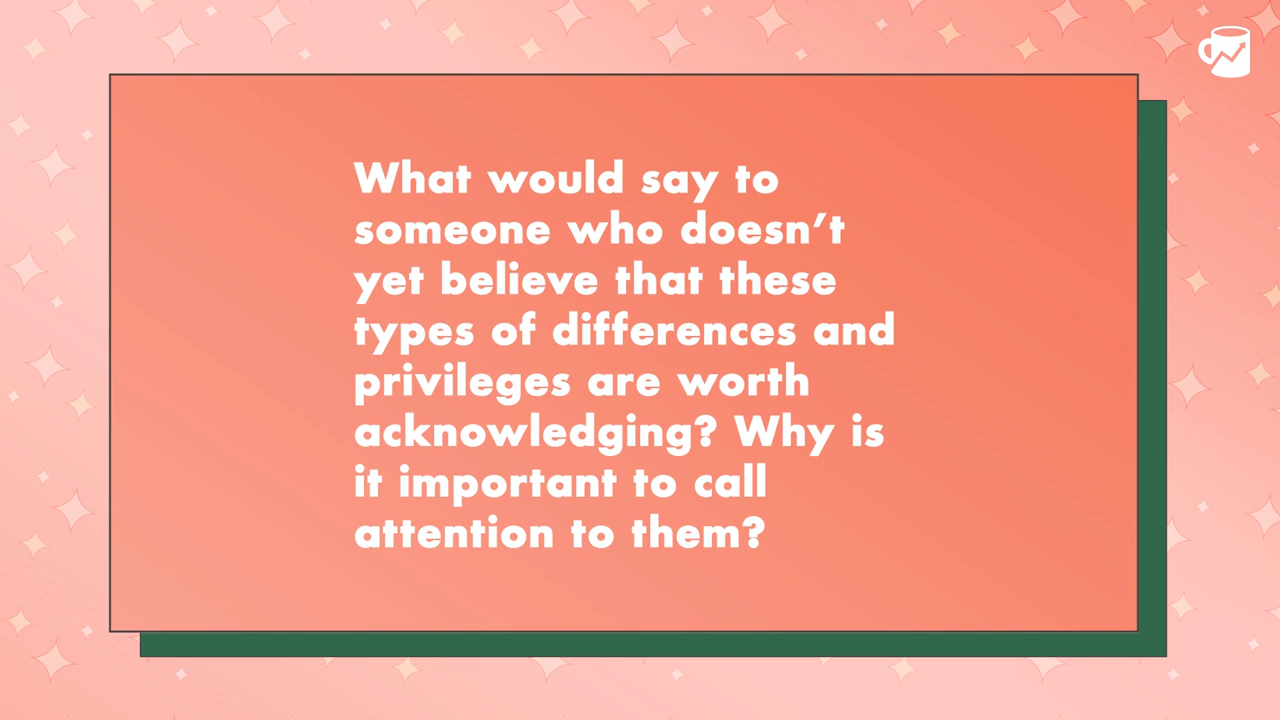 What would say to
someone who doesn’t
yet believe that these
types of differences and
privileges are worth
acknowledging? Why is
it important to call
attention to them?